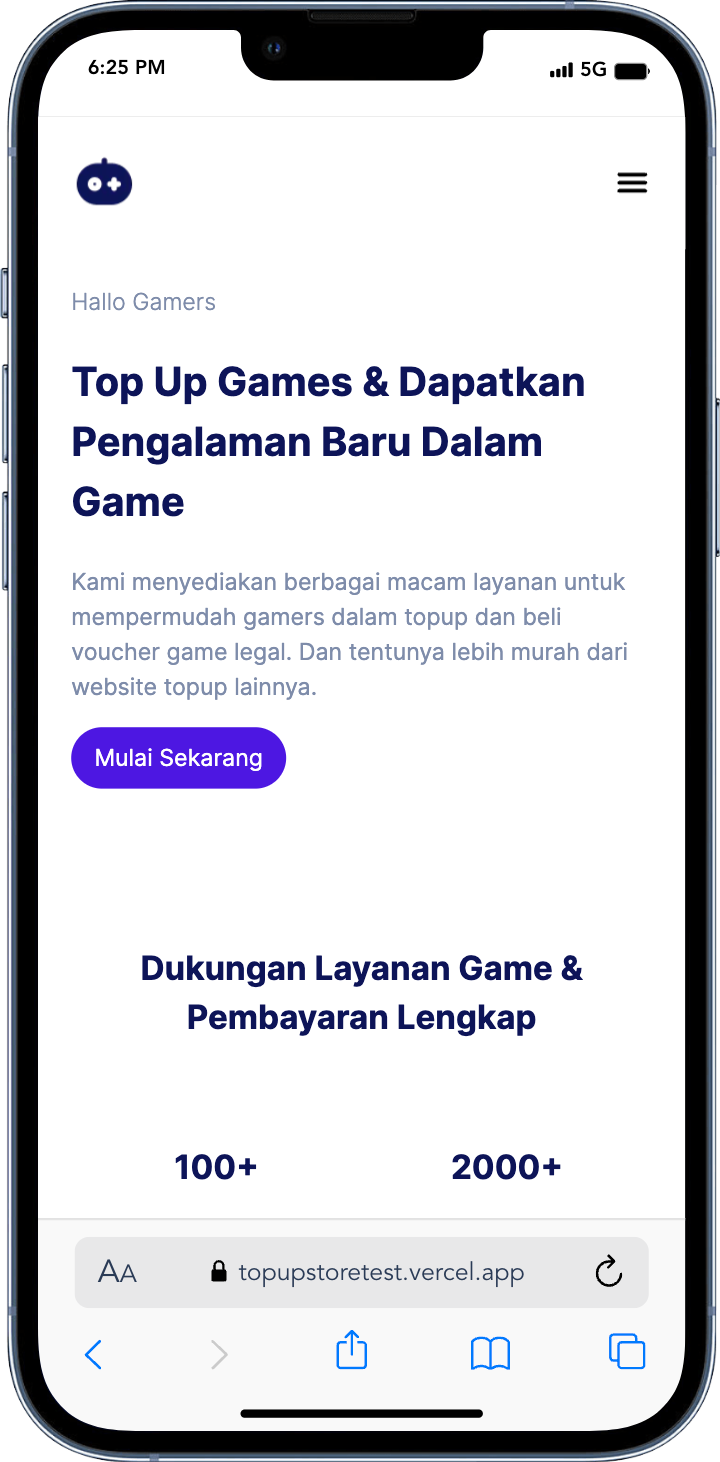 6:25 PM
5G
Hallo Gamers
Top Up Games & Dapatkan
Pengalaman Baru Dalam
Game
Kami menyediakan berbagai macam layanan untuk
mempermudah gamers dalam topup dan beli
voucher game legal. Dan tentunya lebih murah dari
website topup lainnya.
Mulai Sekarang
Dukungan Layanan Game &
Pembayaran Lengkap
100+
2000+
AA
topupstoretest.vercel.app